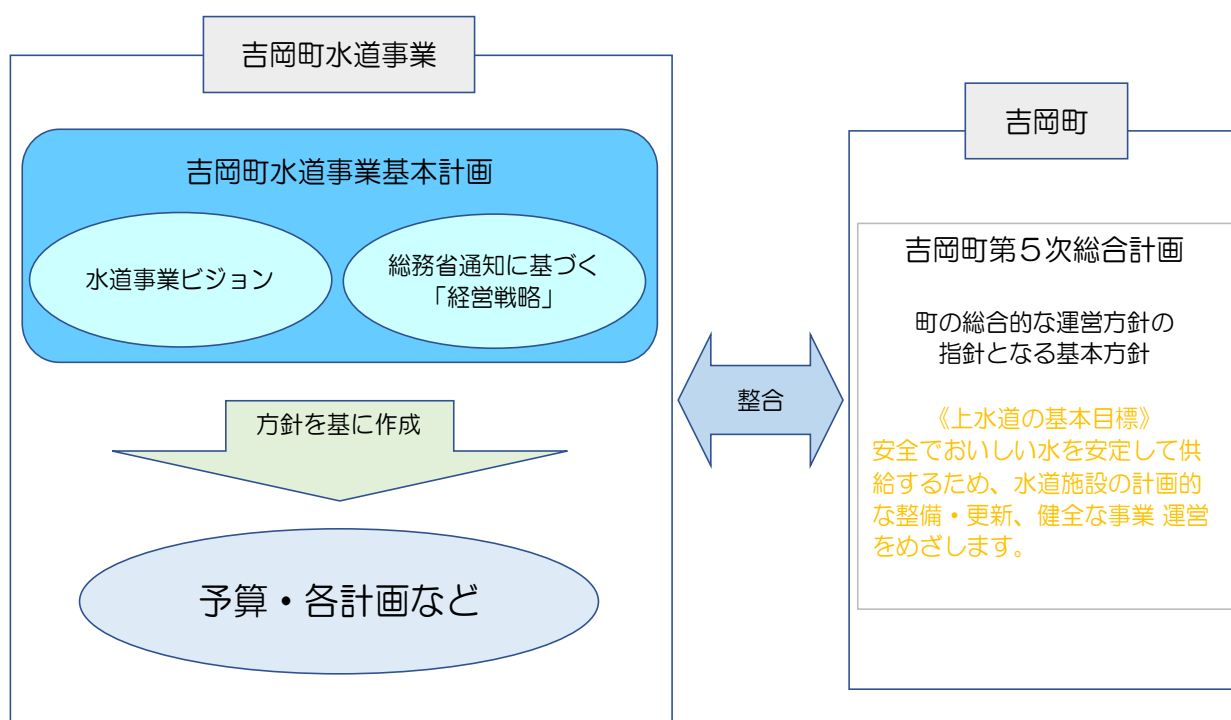 吉岡町水道事業
吉岡町水道事業基本計画
水道事業ビジョン
総務省通知に基づく
「経営戦略」
方針を基に作成
予算・各計画など
整合
吉岡町
吉岡町第５次総合計画
町の総合的な運営方針の
指針となる基本方針
《上水道の基本目標》
安全でおいしい水を安定して供
給するため、水道施設の計画的
な整備・更新、健全な事業 運営
をめざします。